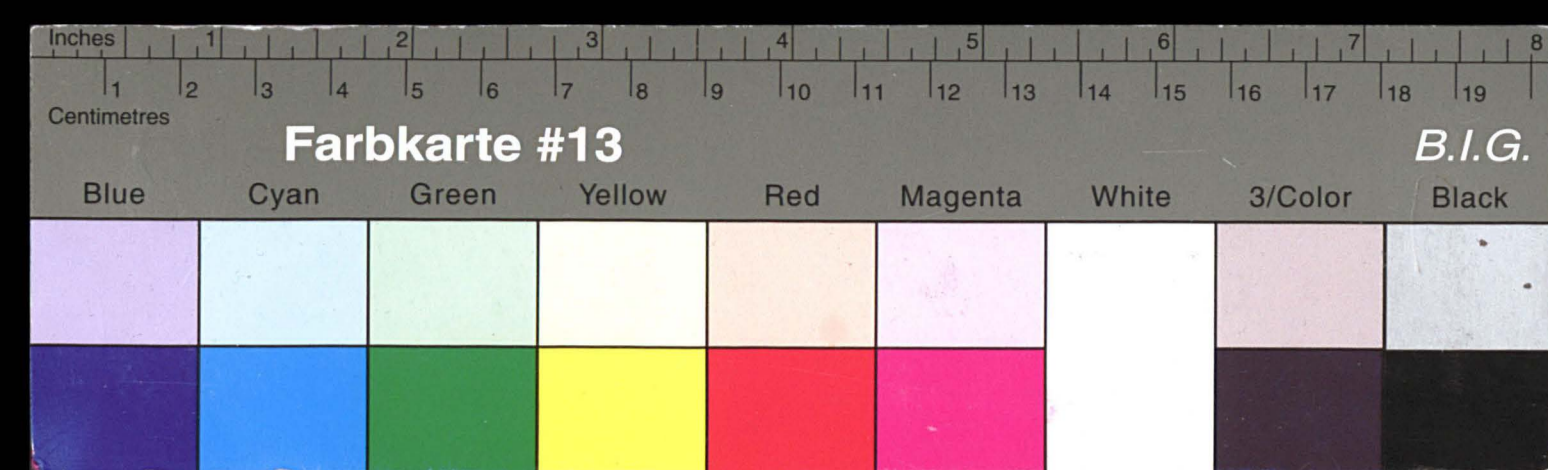 Inches 1 2 3 4 5 6 7 8
1 2 3 4 5 6 7 8 9 10 11 12 13 14 15 16 17 18 19
Centimetres
Farbkarte #13 B.I.G.
Blue Cyan Green Yellow Red Magenta White 3/Color Black